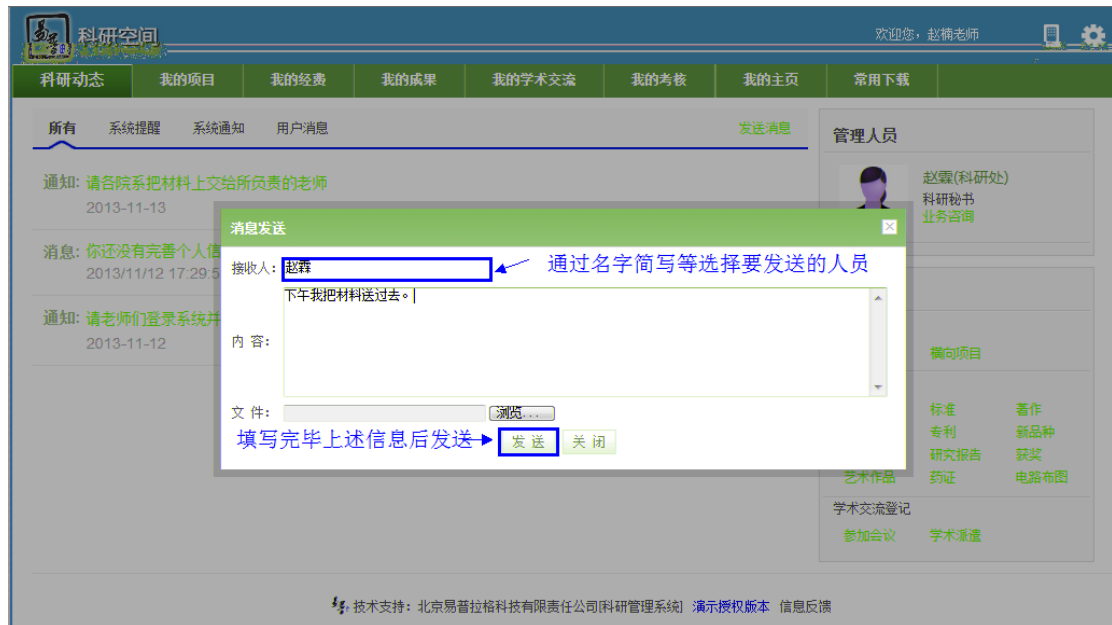 易普
科研空间
欢迎您，赵楠老师
科研动态 我的项目 我的经费 我的成果 我的学术交流 我的考核 我的主页 常用下载
所有 系统提醒 系统通知 用户消息 发送消息
管理人员
通知: 请各院系把材料上交给所负责的老师
2013-11-13
赵霖(科研处)
科研秘书
业务咨询
消息: 你还没有完善个人信
2013/11/12 17:29:5
通知: 请老师们登录系统并
2013-11-12
消息发送
接收人: 赵霖
通过名字简写等选择要发送的人员
内 容:
下午我把材料送过去。
文 件: 浏览...
填写完毕上述信息后发送
发 送 关 闭
横向项目
标准 著作
专利 新品种
研究报告 获奖
艺术作品 药证 电路布图
学术交流登记
参加会议 学术派遣
技术支持：北京易普拉格科技有限责任公司[科研管理系统] 演示授权版本 信息反馈